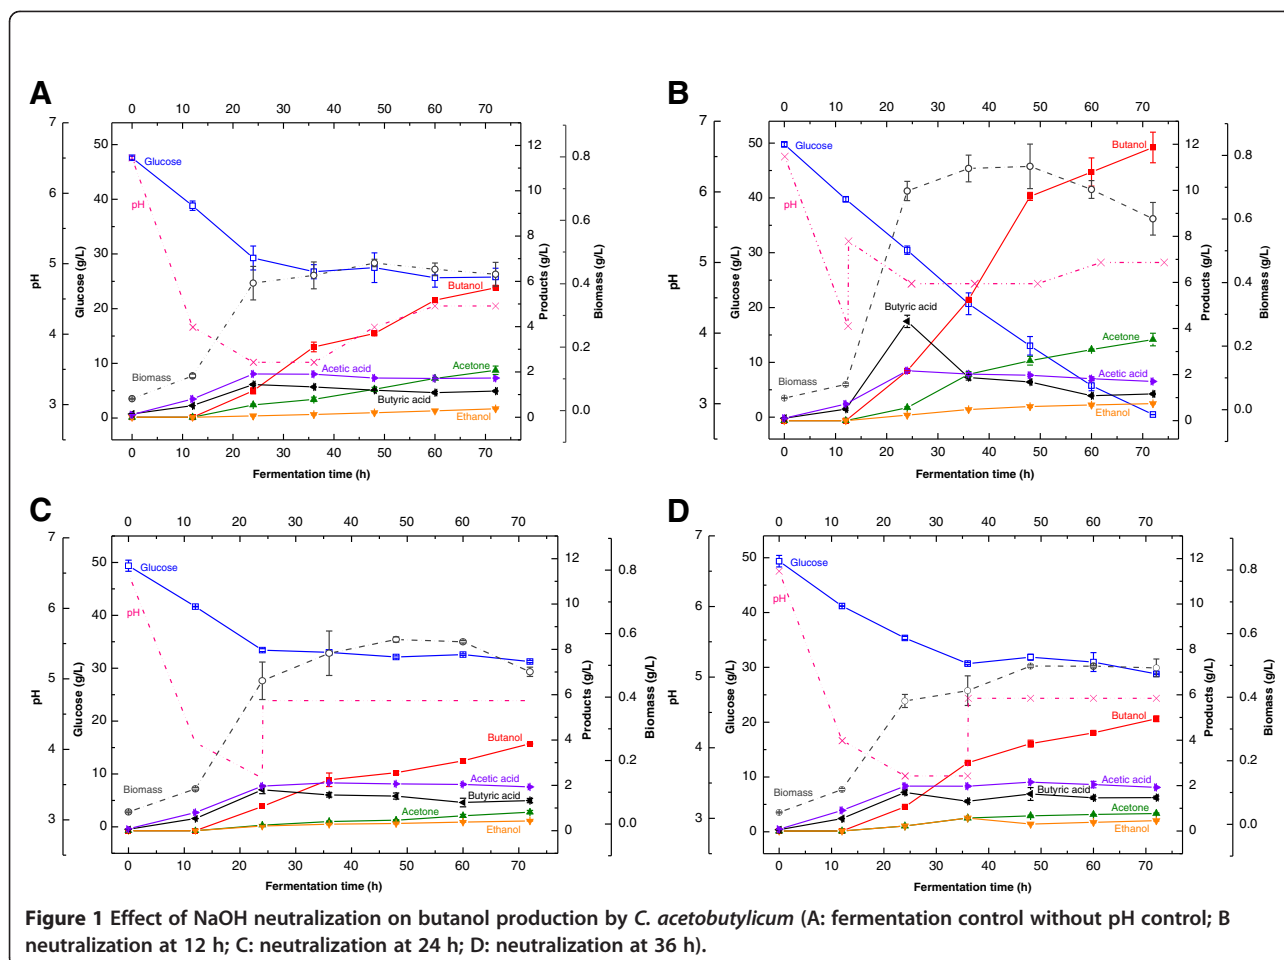 A
0 10 20 30 40 50 60 70
7
6
5
4
3
pH
50
40
30
20
10
0
Glucose (g/L)
Glucose
pH
Biomass
Butanol
Acetone
Acetic acid
Butyric acid
Ethanol
12
10
8
6
4
2
0
Products (g/L)
0.8
0.6
0.4
0.2
0.0
Biomass (g/L)
0 10 20 30 40 50 60 70
Fermentation time (h)
B
0 10 20 30 40 50 60 70
7
6
5
4
3
pH
50
40
30
20
10
0
Glucose (g/L)
Glucose
Butanol
pH
Butyric acid
Acetone
Biomass
Acetic acid
Ethanol
12
10
8
6
4
2
0
Products (g/L)
0.8
0.6
0.4
0.2
0.0
Biomass (g/L)
0 10 20 30 40 50 60 70
Fermentation time (h)
C
0 10 20 30 40 50 60 70
7
6
5
4
3
pH
50
40
30
20
10
0
Glucose (g/L)
Glucose
pH
Butanol
Biomass
Acetic acid
Butyric acid
Acetone
Ethanol
12
10
8
6
4
2
0
Products (g/L)
0.8
0.6
0.4
0.2
0.0
Biomass (g/L)
0 10 20 30 40 50 60 70
Fermentation time (h)
D
0 10 20 30 40 50 60 70
7
6
5
4
3
pH
50
40
30
20
10
0
Glucose (g/L)
Glucose
pH
Butanol
Biomass
Acetic acid
Butyric acid
Acetone
Ethanol
12
10
8
6
4
2
0
Products (g/L)
0.8
0.6
0.4
0.2
0.0
Biomass (g/L)
0 10 20 30 40 50 60 70
Fermentation time (h)
Figure 1 Effect of NaOH neutralization on butanol production by C. acetobutylicum (A: fermentation control without pH control; B
neutralization at 12 h; C: neutralization at 24 h; D: neutralization at 36 h).